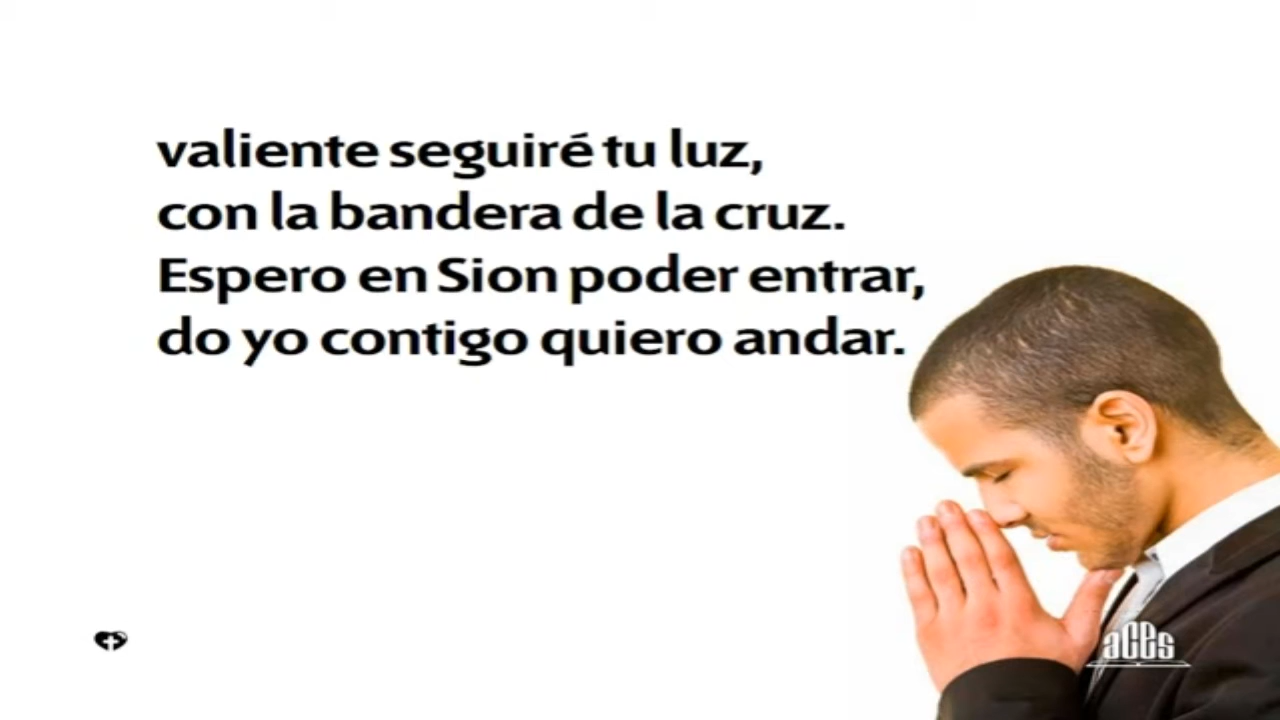 valiente seguiré tu luz,
con la bandera de la cruz.
Espero en Sion poder entrar,
do yo contigo quiero andar.
aces